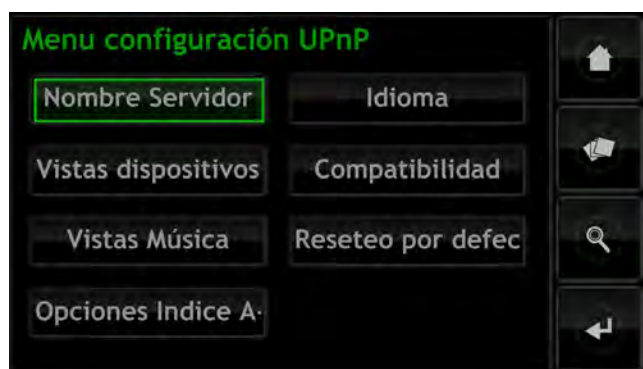 Menu configuración UPnP
Nombre Servidor
Idioma
Vistas dispositivos
Compatibilidad
Vistas Música
Reseteo por defec
Opciones Indice A-